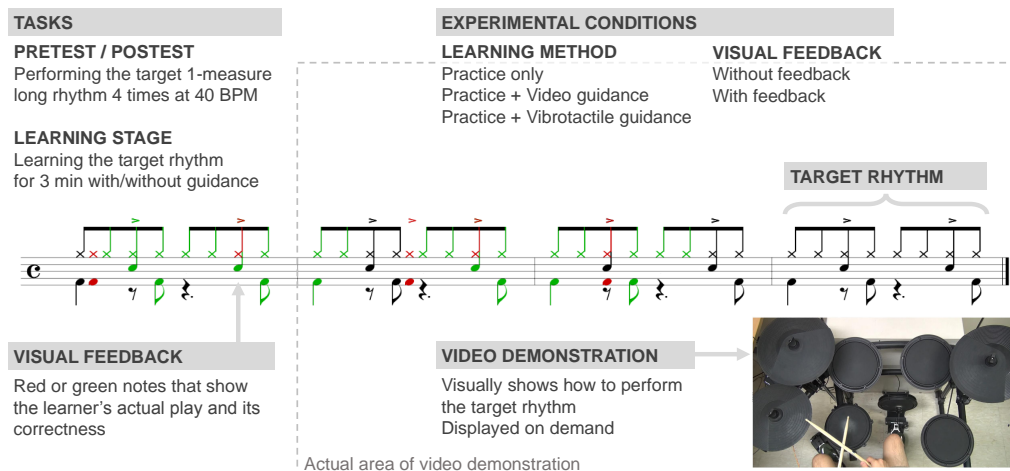 TASKS
PRETEST / POSTEST
Performing the target 1-measure
long rhythm 4 times at 40 BPM
LEARNING STAGE
Learning the target rhythm
for 3 min with/without guidance
EXPERIMENTAL CONDITIONS
LEARNING METHOD
Practice only
Practice + Video guidance
Practice + Vibrotactile guidance
VISUAL FEEDBACK
Without feedback
With feedback
TARGET RHYTHM
VISUAL FEEDBACK
Red or green notes that show
the learner's actual play and its
correctness
VIDEO DEMONSTRATION
Visually shows how to perform
the target rhythm
Displayed on demand
Actual area of video demonstration